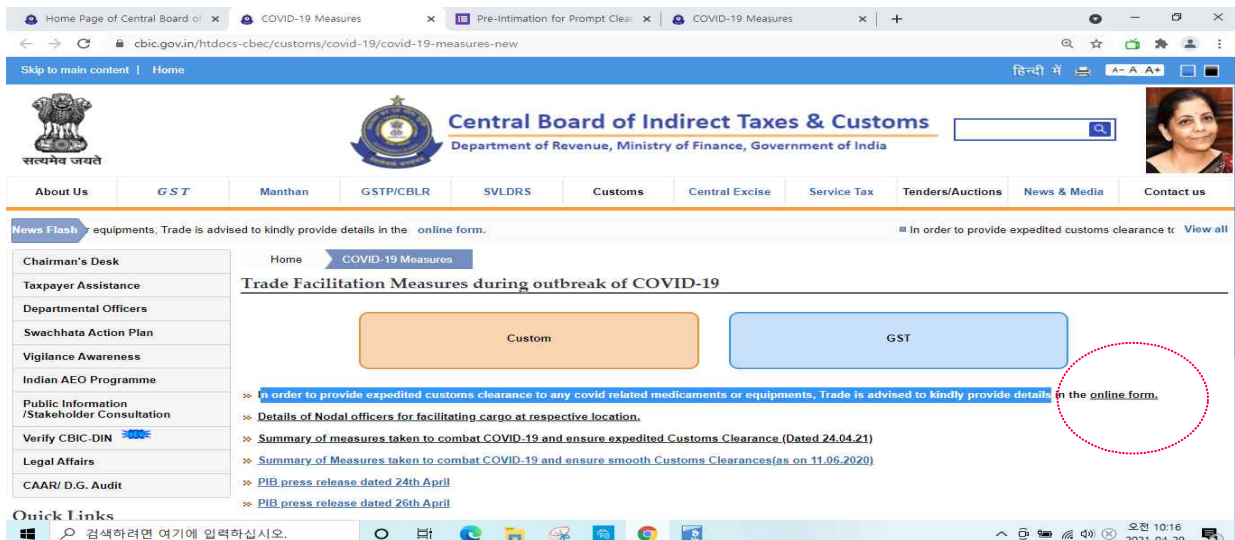 Home Page of Central Board of
COVID-19 Measures
Pre-Intimation for Prompt Clear
COVID-19 Measures
cbic.gov.in/htdocs-cbec/customs/covid-19/covid-19-measures-new
Skip to main content | Home
हिन्दी में
A- A A+
सत्यमेव जयते
Central Board of Indirect Taxes & Customs
Department of Revenue, Ministry of Finance, Government of India
About Us GST Manthan GSTP/CBLR SVLDRS Customs Central Excise Service Tax Tenders/Auctions News & Media Contact us
News Flash equipments, Trade is advised to kindly provide details in the online form. In order to provide expedited customs clearance to View all
Chairman's Desk
Taxpayer Assistance
Departmental Officers
Swachhata Action Plan
Vigilance Awareness
Indian AEO Programme
Public Information
/Stakeholder Consultation
Verify CBIC-DIN
Legal Affairs
CAAR/ D.G. Audit
Quick Links
Home COVID-19 Measures
Trade Facilitation Measures during outbreak of COVID-19
Custom
GST
In order to provide expedited customs clearance to any covid related medicaments or equipments, Trade is advised to kindly provide details in the online form.
Details of Nodal officers for facilitating cargo at respective location.
Summary of measures taken to combat COVID-19 and ensure expedited Customs Clearance (Dated 24.04.21)
Summary of Measures taken to combat COVID-19 and ensure smooth Customs Clearances(as on 11.06.2020)
PIB press release dated 24th April
PIB press release dated 26th April
검색하려면 여기에 입력하십시오.
오전 10:16
2021-04-29